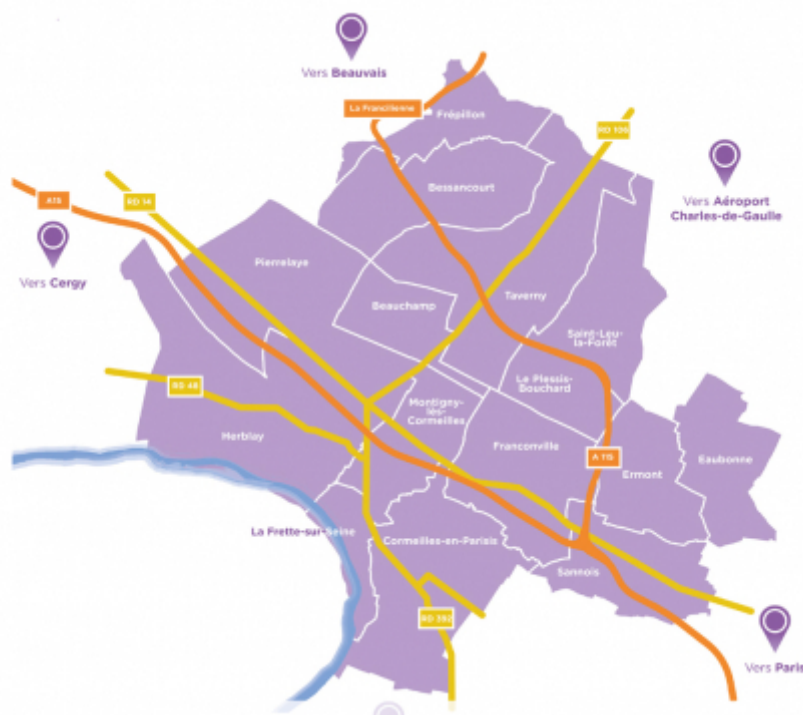 Vers Beauvais
La Francilienne
Frépillon
RD 106
Bessancourt
Vers Aéroport
Charles-de-Gaulle
A15
RD 14
Vers Cergy
Pierrelaye
Beauchamp
Taverny
Saint-Leu-
la-Forêt
RD 48
Le Plessis-
Bouchard
Montigny-
lès-
Cormeilles
Herblay
Franconville
A 115
Ermont
Eaubonne
La Frette-sur-Seine
Cormeilles-en-Parisis
Sannois
RD 392
Vers Paris